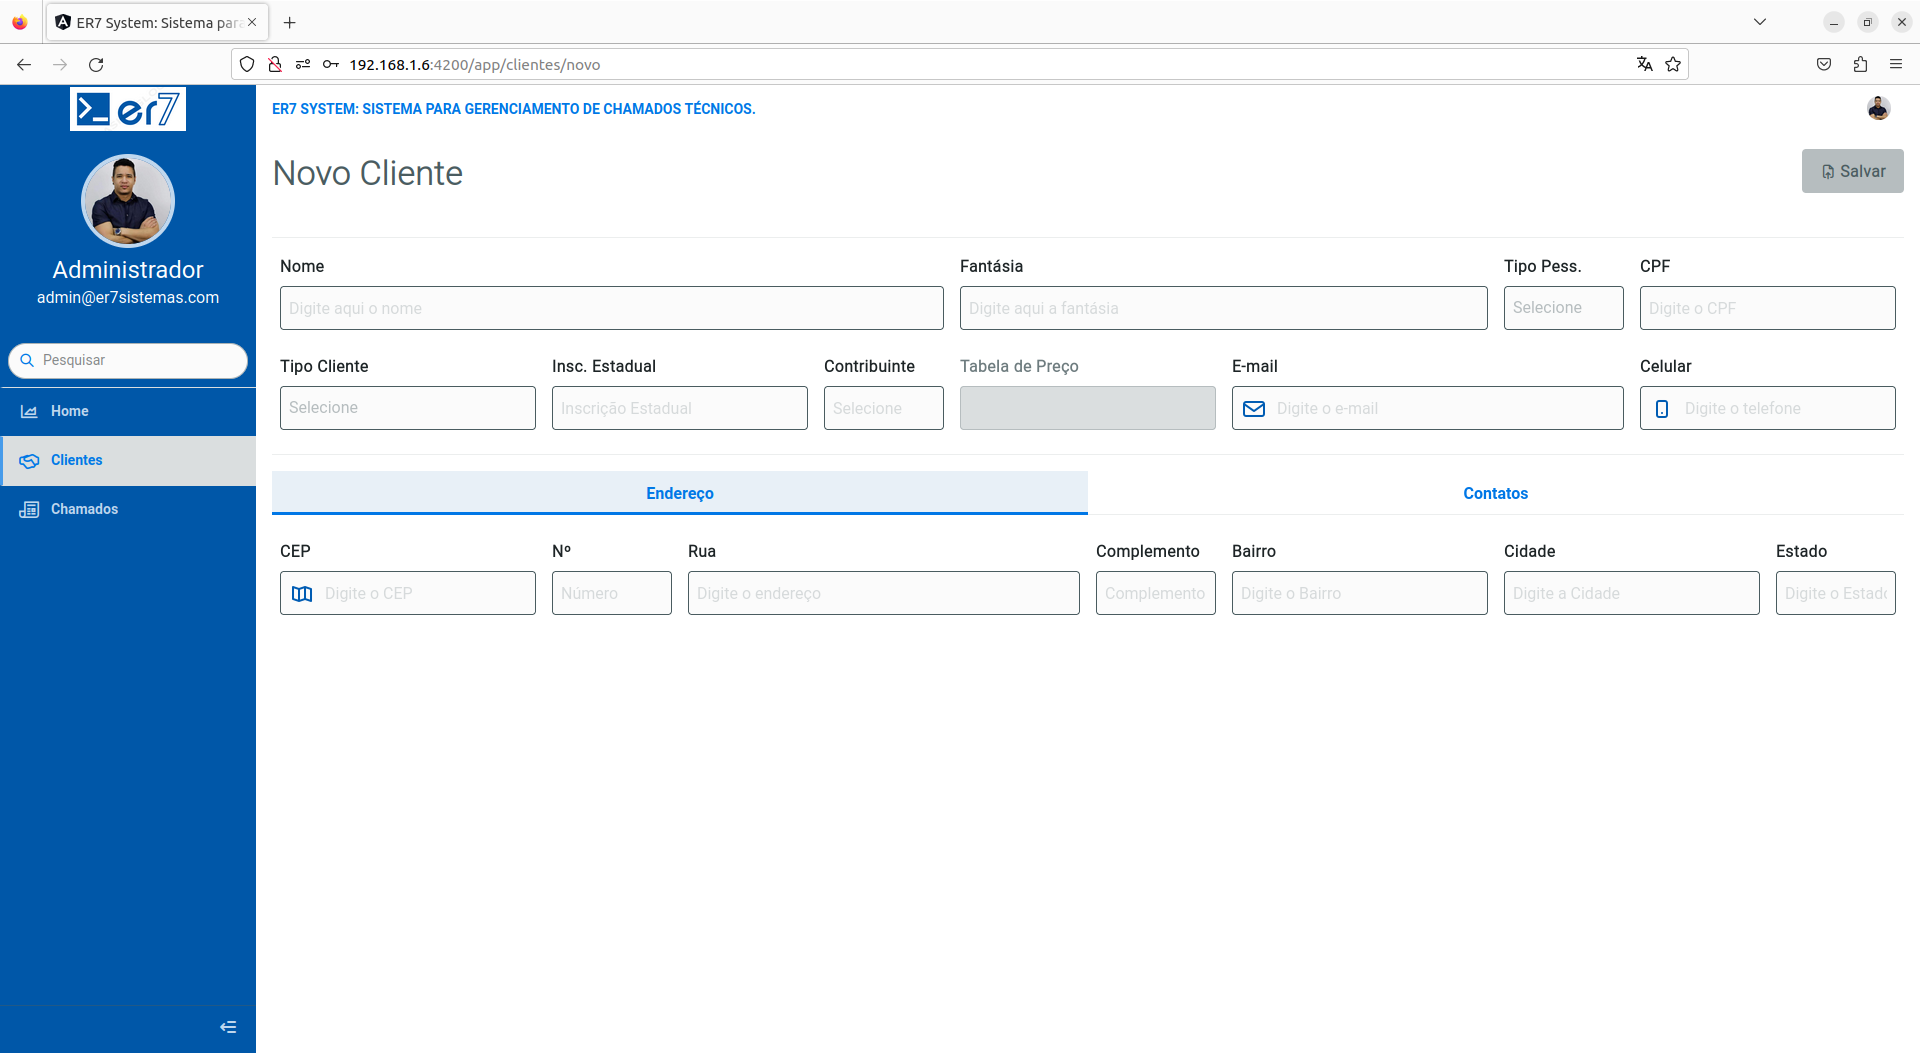 ER7 System: Sistema par
192.168.1.6:4200/app/clientes/novo
er7
ER7 SYSTEM: SISTEMA PARA GERENCIAMENTO DE CHAMADOS TÉCNICOS.
Administrador
admin@er7sistemas.com
Pesquisar
Home
Clientes
Chamados
Novo Cliente
Salvar
Nome Fantásia Tipo Pess. CPF
Digite aqui o nome Digite aqui a fantásia Selecione Digite o CPF
Tipo Cliente Insc. Estadual Contribuinte Tabela de Preço E-mail Celular
Selecione Inscrição Estadual Selecione Digite o e-mail Digite o telefone
Endereço Contatos
CEP Nº Rua Complemento Bairro Cidade Estado
Digite o CEP Número Digite o endereço Complemento Digite o Bairro Digite a Cidade Digite o Estado